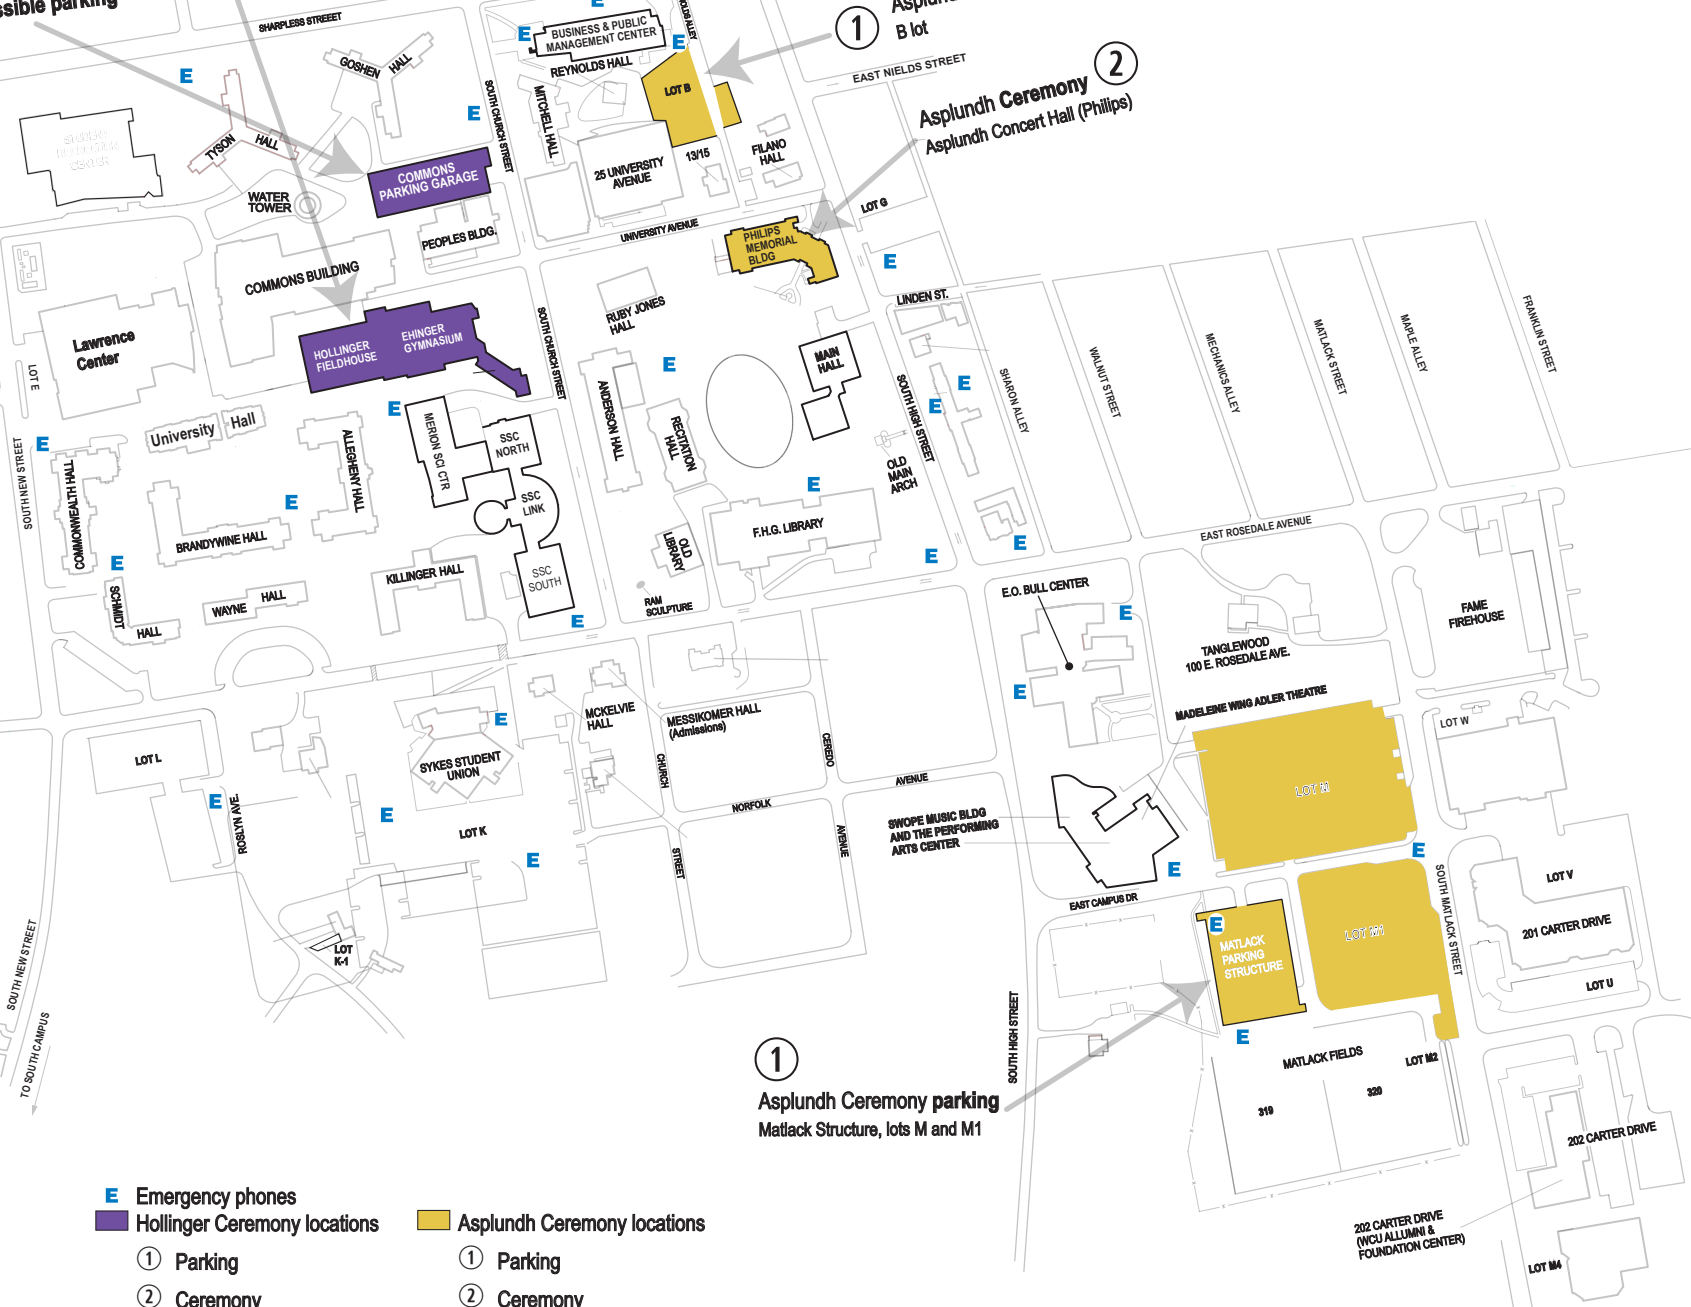 ssible parking
SHARPLESS STREEET
GOSHEN HALL
TYSON HALL
WATER
TOWER
COMMONS
PARKING GARAGE
PEOPLES BLDG.
COMMONS BUILDING
SOUTH CHURCH STREET
E
BUSINESS & PUBLIC
MANAGEMENT CENTER
REYNOLDS HALL
MITCHELL HALL
LOT B
13/15
25 UNIVERSITY
AVENUE
FILANO
HALL
UNIVERSITY AVENUE
1
B lot
EAST NIELDS STREET
2
Asplundh Ceremony
Asplundh Concert Hall (Philips)
LOT G
PHILIPS
MEMORIAL
BLDG
LINDEN ST.
Lawrence
Center
LOT E
HOLLINGER
FIELDHOUSE
EHINGER
GYMNASIUM
SOUTH CHURCH STREET
RUBY JONES
HALL
MAIN
HALL
ANDERSON HALL
RECITATION
HALL
SOUTH HIGH STREET
SHARON ALLEY
WALNUT STREET
MECHANICS ALLEY
MATLACK STREET
MAPLE ALLEY
FRANKLIN STREET
University Hall
SOUTH NEW STREET
COMMONWEALTH HALL
ALLEGHENY HALL
MERION SCI CTR
SSC
NORTH
SSC
LINK
SSC
SOUTH
BRANDYWINE HALL
KILLINGER HALL
SCHMIDT HALL
WAYNE HALL
OLD
LIBRARY
F.H.G. LIBRARY
OLD
MAIN
ARCH
RAM
SCULPTURE
EAST ROSEDALE AVENUE
E.O. BULL CENTER
FAME
FIREHOUSE
TANGLEWOOD
100 E. ROSEDALE AVE.
MADELEINE WING ADLER THEATRE
LOT W
LOT M
MCKELVIE
HALL
MESSIKOMER HALL
(Admissions)
SYKES STUDENT
UNION
LOT L
LOT K
ROSLYN AVE.
LOT
K-1
CHURCH STREET
NORFOLK AVENUE
CEREDO AVENUE
SWOPE MUSIC BLDG
AND THE PERFORMING
ARTS CENTER
EAST CAMPUS DR
MATLACK
PARKING
STRUCTURE
LOT M1
SOUTH MATLACK STREET
LOT V
201 CARTER DRIVE
LOT U
SOUTH NEW STREET
TO SOUTH CAMPUS
SOUTH HIGH STREET
1
Asplundh Ceremony parking
Matlack Structure, lots M and M1
MATLACK FIELDS
LOT M2
319
320
202 CARTER DRIVE
202 CARTER DRIVE
(WCU ALLUMNI &
FOUNDATION CENTER)
LOT M4
E Emergency phones
Hollinger Ceremony locations
1 Parking
2 Ceremony
Asplundh Ceremony locations
1 Parking
2 Ceremony